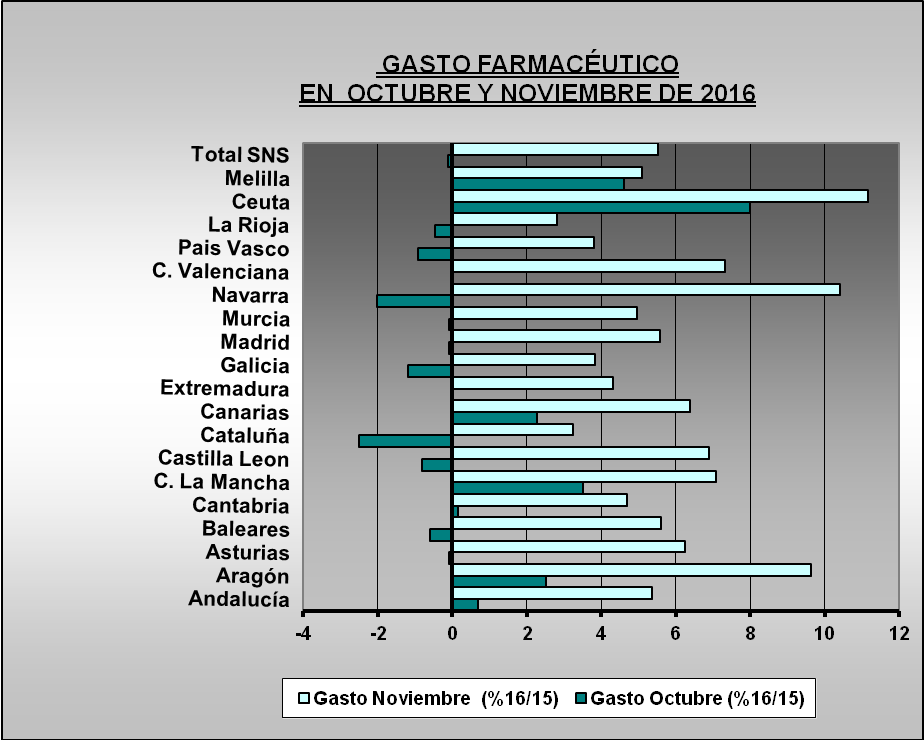 GASTO FARMACÉUTICO
EN OCTUBRE Y NOVIEMBRE DE 2016
Total SNS
Melilla
Ceuta
La Rioja
Pais Vasco
C. Valenciana
Navarra
Murcia
Madrid
Galicia
Extremadura
Canarias
Cataluña
Castilla Leon
C. La Mancha
Cantabria
Baleares
Asturias
Aragón
Andalucía
-4 -2 0 2 4 6 8 10 12
Gasto Noviembre (%16/15) Gasto Octubre (%16/15)